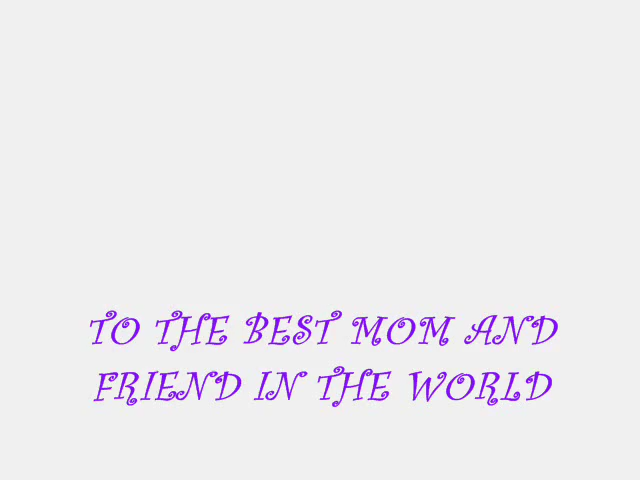 TO THE BEST MOM AND
FRIEND IN THE WORLD